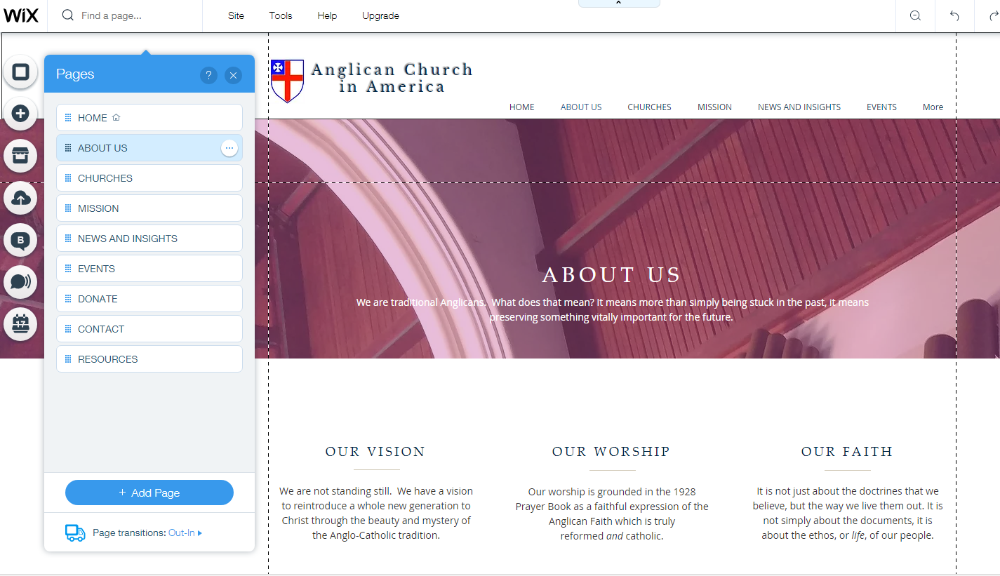 WiX
Find a page...
Site
Tools
Help
Upgrade
Pages
?
HOME
ABOUT US
CHURCHES
MISSION
NEWS AND INSIGHTS
EVENTS
DONATE
CONTACT
RESOURCES
+ Add Page
Page transitions: Out-In
B
17
Anglican Church
in America
HOME ABOUT US CHURCHES MISSION NEWS AND INSIGHTS EVENTS More
ABOUT US
We are traditional Anglicans. What does that mean? It means more than simply being stuck in the past, it means
preserving something vitally important for the future.
OUR VISION
We are not standing still. We have a vision
to reintroduce a whole new generation to
Christ through the beauty and mystery of
the Anglo-Catholic tradition.
OUR WORSHIP
Our worship is grounded in the 1928
Prayer Book as a faithful expression of the
Anglican Faith which is truly
reformed and catholic.
OUR FAITH
It is not just about the doctrines that we
believe, but the way we live them out. It is
not simply about the documents, it is
about the ethos, or life, of our people.